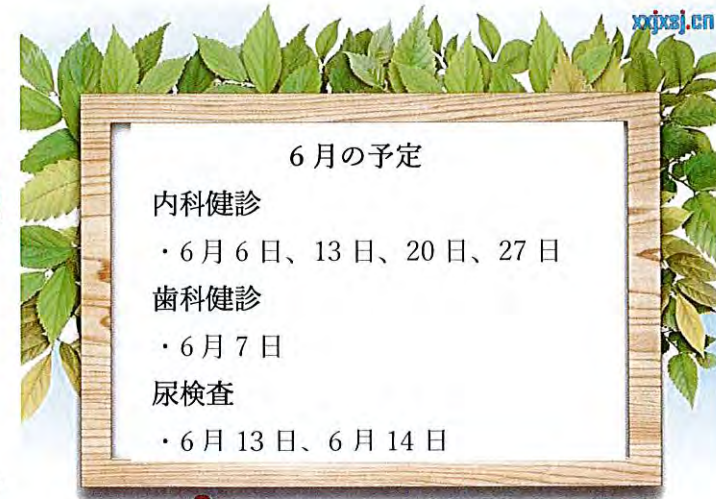 xxjxsj.cn
6月の予定
内科健診
・6月6日、13日、20日、27日
歯科健診
・6月7日
尿検査
・6月13日、6月14日